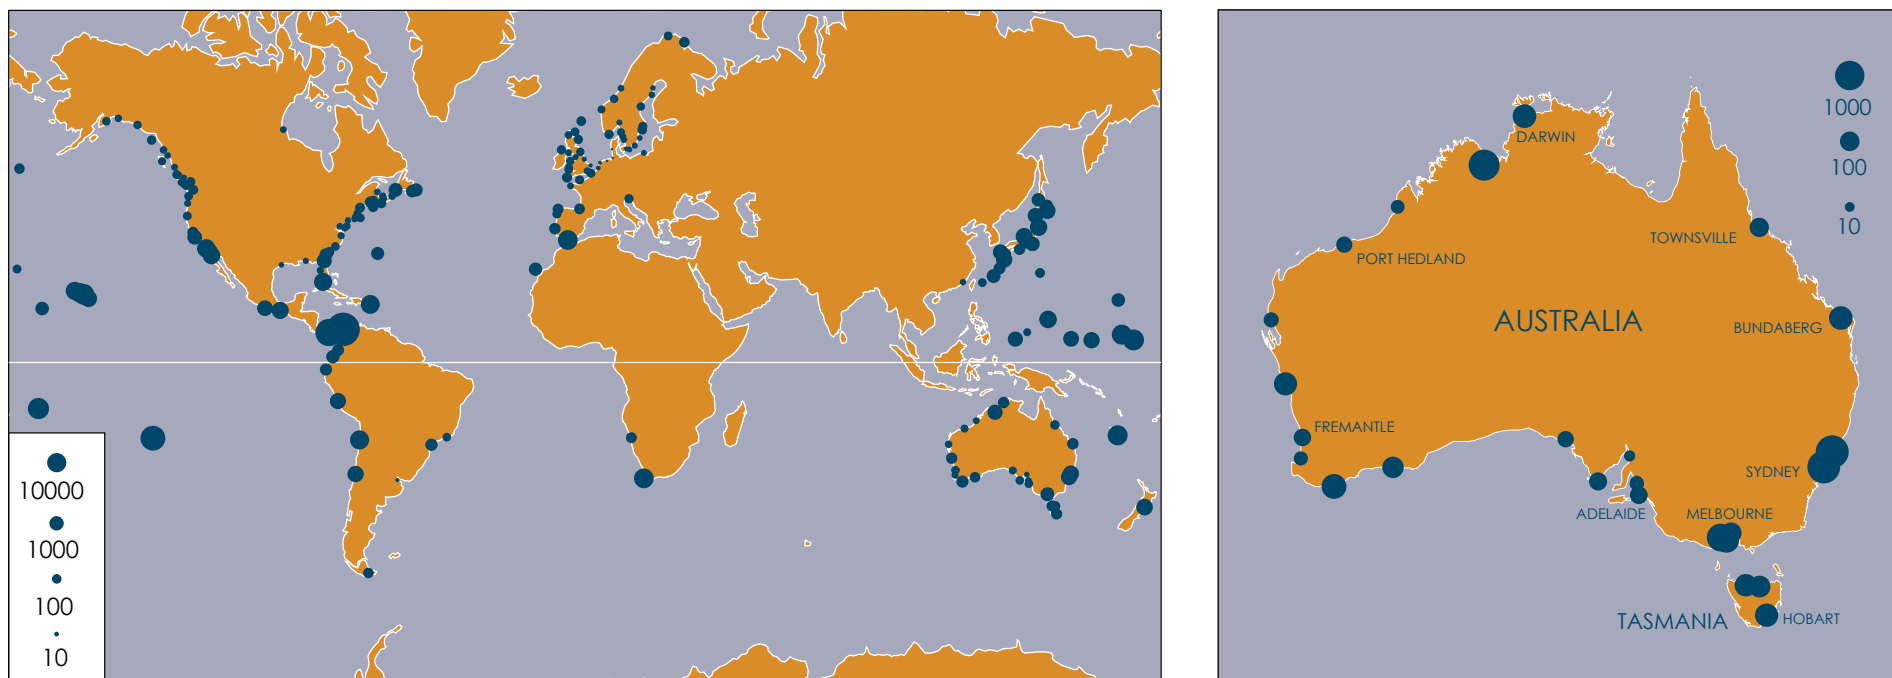 10000
1000
100
10
1000
100
10
DARWIN
TOWNSVILLE
PORT HEDLAND
AUSTRALIA
BUNDABERG
FREMANTLE
SYDNEY
ADELAIDE
MELBOURNE
TASMANIA
HOBART